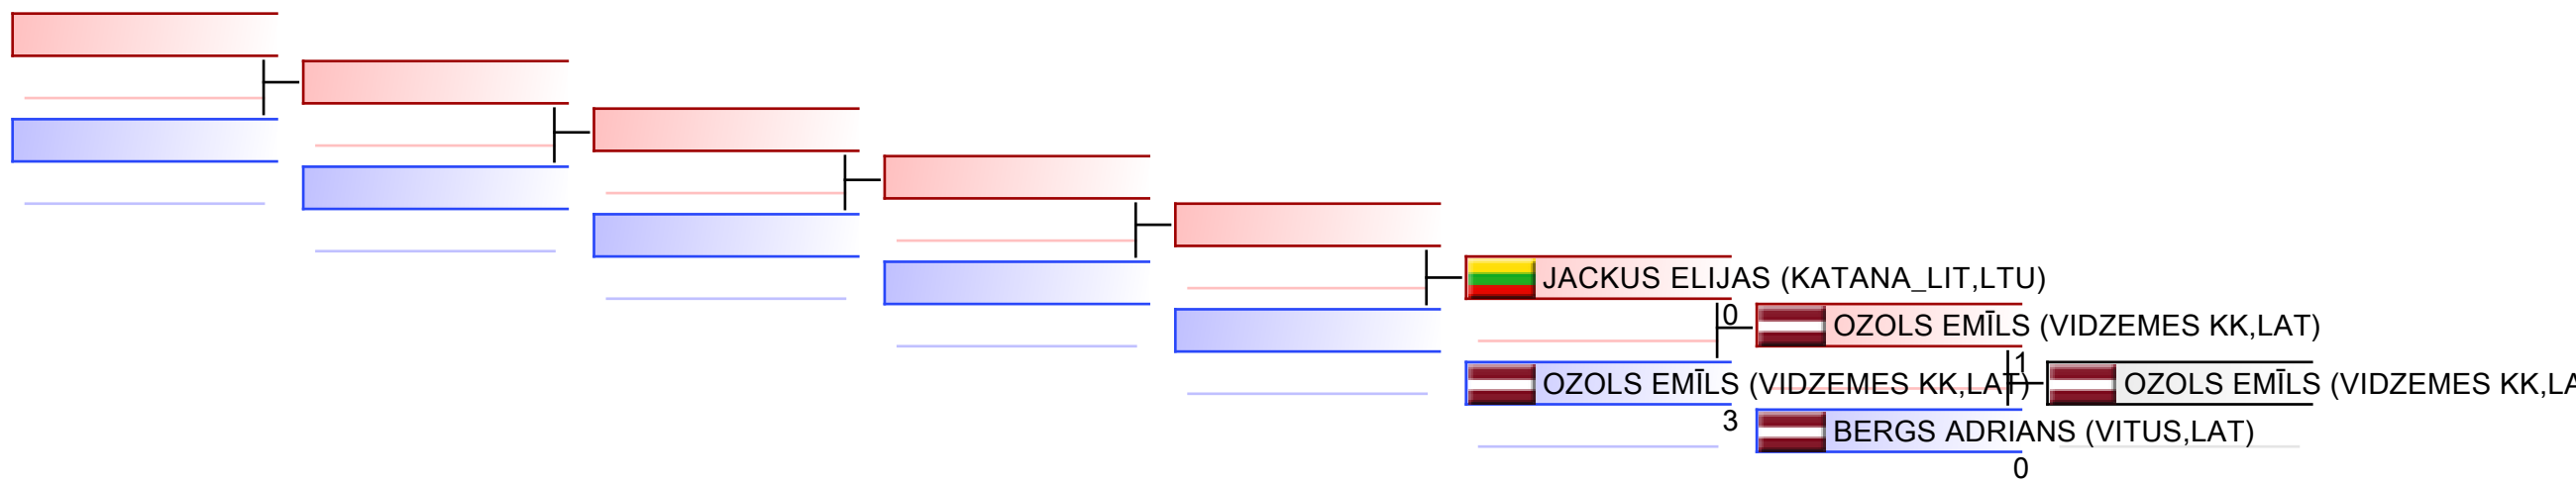 JACKUS ELIJAS (KATANA_LIT,LTU)
0
OZOLS EMĪLS (VIDZEMES KK,LAT)
1
OZOLS EMĪLS (VIDZEMES KK,LAT)
OZOLS EMĪLS (VIDZEMES KK,LA
3
BERGS ADRIANS (VITUS,LAT)
0